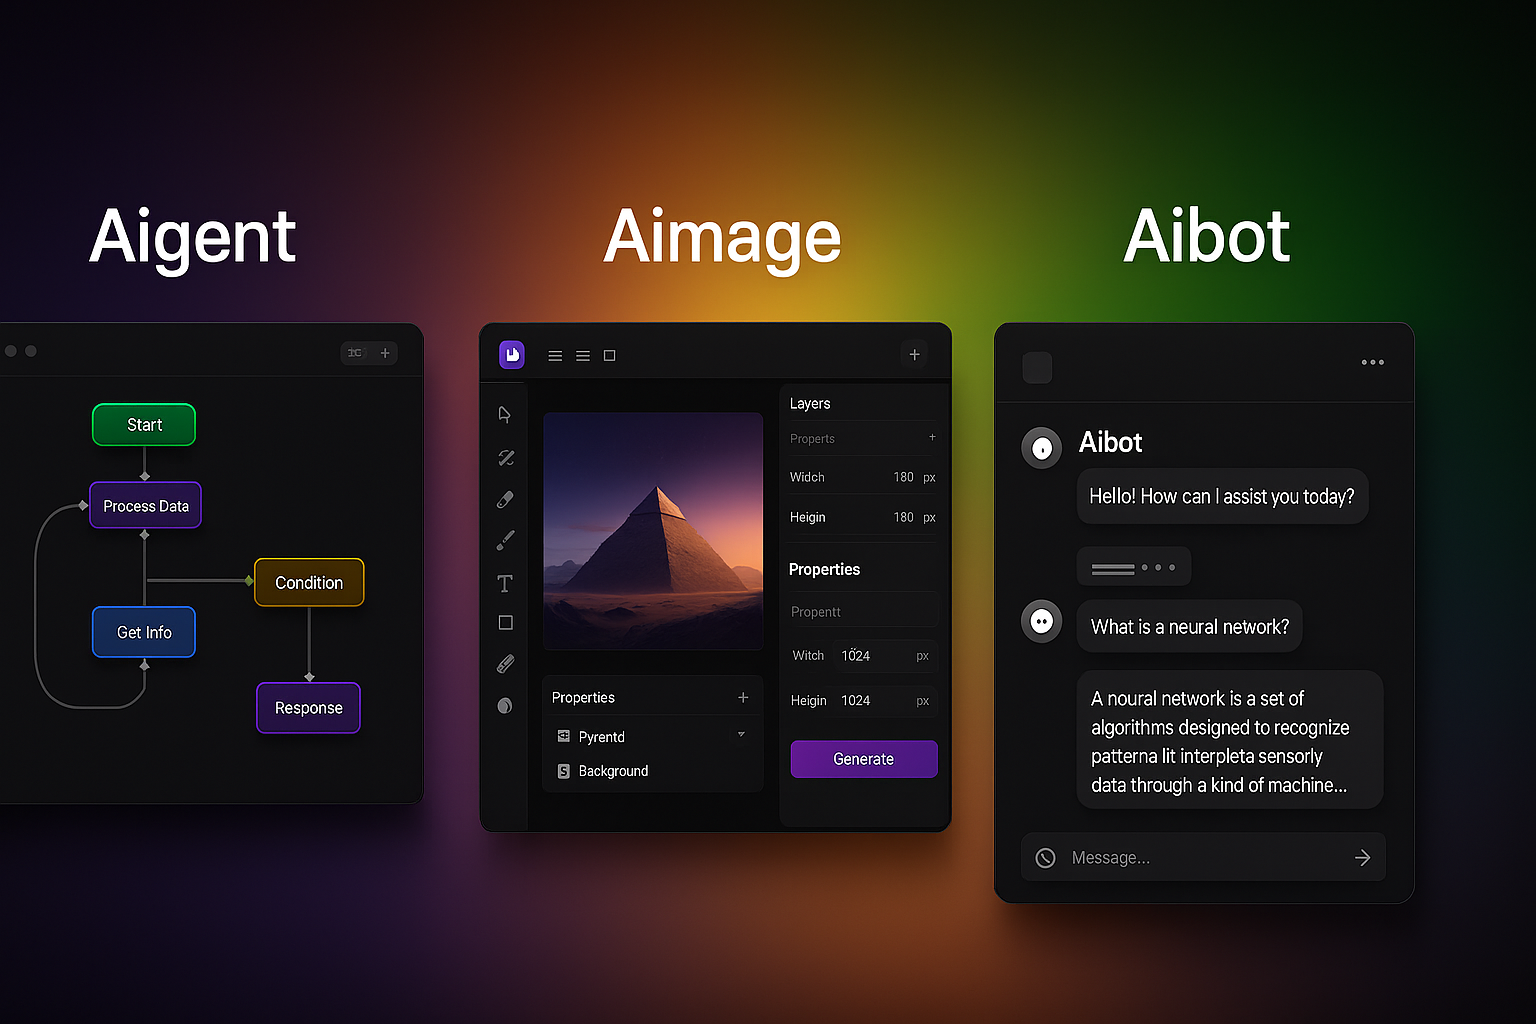 Aigent
Aimage
Aibot
Start
Process Data
Condition
Get Info
Response
Layers
Properts
Widch 180 px
Heigin 180 px
Properties
Propentt
Witch 1024 px
Heigin 1024 px
Generate
Properties
Pyrentd
Background
Aibot
Hello! How can I assist you today?
What is a neural network?
A noural network is a set of
algorithms designed to recognize
patterna lit interpleta sensorly
data through a kind of machine...
Message...